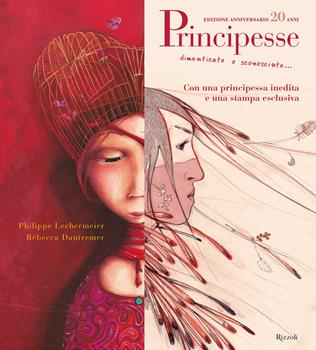 EDIZIONE ANNIVERSARIO 20 ANNI
Principesse
dimenticate o sconosciute...
Con una principessa inedita
e una stampa esclusiva
Philippe Lechermeier
Rébecca Dautremer
Rizzoli